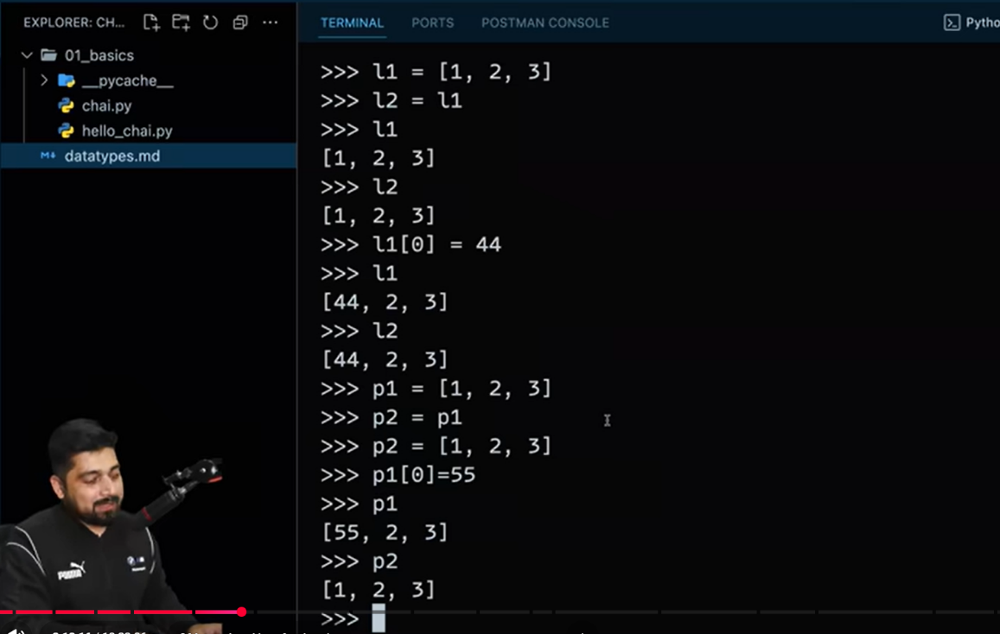 EXPLORER: CH...
01_basics
__pycache__
chai.py
hello_chai.py
datatypes.md
TERMINAL PORTS POSTMAN CONSOLE Pytho
>>> l1 = [1, 2, 3]
>>> l2 = l1
>>> l1
[1, 2, 3]
>>> l2
[1, 2, 3]
>>> l1[0] = 44
>>> l1
[44, 2, 3]
>>> l2
[44, 2, 3]
>>> p1 = [1, 2, 3]
>>> p2 = p1
>>> p2 = [1, 2, 3]
>>> p1[0]=55
>>> p1
[55, 2, 3]
>>> p2
[1, 2, 3]
>>>
PUMA